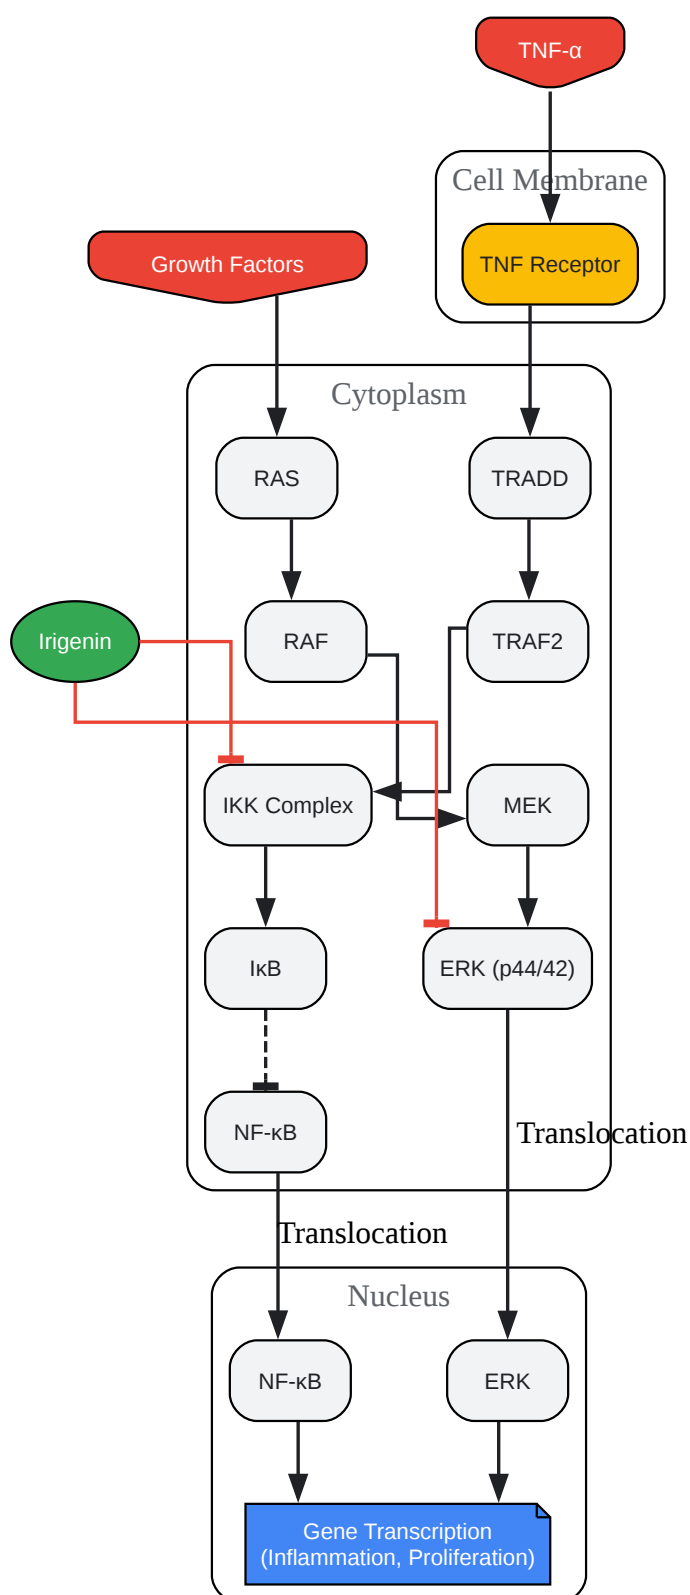 TNF-α
Cell Membrane
TNF Receptor
Growth Factors
Cytoplasm
RAS
TRADD
Irigenin
RAF
TRAF2
IKK Complex
MEK
IκB
ERK (p44/42)
NF-κB
Translocation
Translocation
Nucleus
NF-κB
ERK
Gene Transcription
(Inflammation, Proliferation)